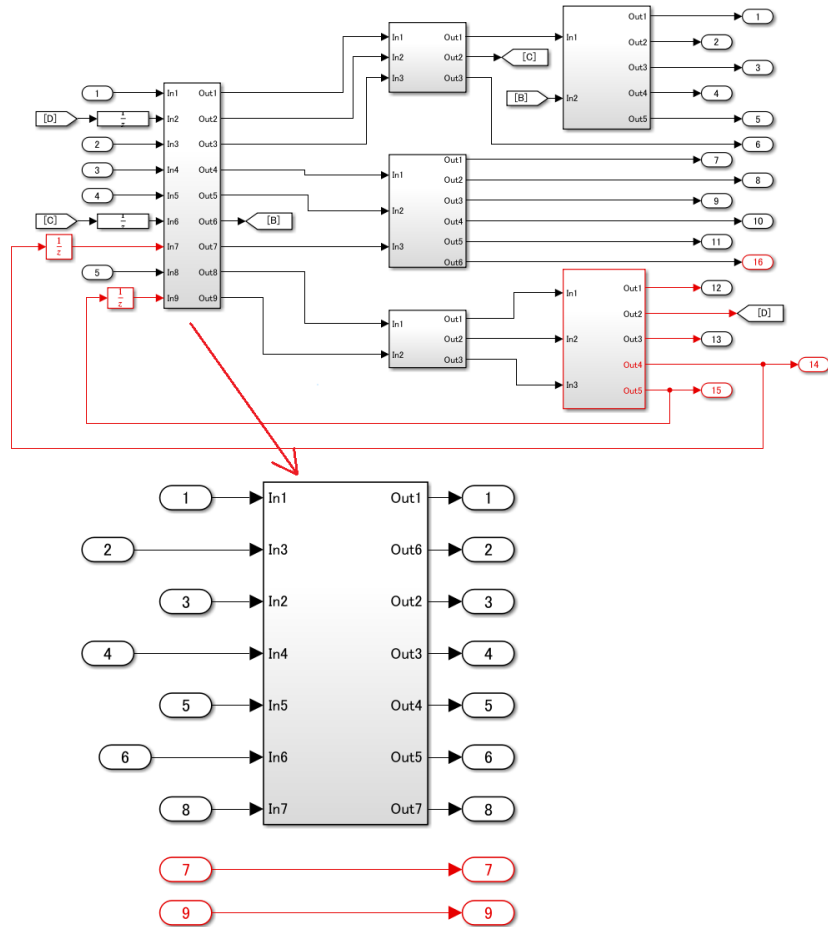 Out1 1
In1 Out1 In1 Out2 2
In2 Out2 [C] Out3 3
In3 Out3 [B] In2 Out4 4
Out5 5
6
1 In1 Out1
[D] 1/z In2 Out2
2 In3 Out3
3 In4 Out4
4 In5 Out5
[C] 1/z In6 Out6 [B]
1/z In7 Out7
5 In8 Out8
1/z In9 Out9
Out1 7
In1 Out2 8
Out3 9
In2 Out4 10
Out5 11
In3 Out6 16
In1 Out1
Out2
In2 Out3
In1 Out1 12
Out2 [D]
In2 Out3 13
Out4 14
In3 Out5 15
1 In1 Out1 1
2 In3 Out6 2
3 In2 Out2 3
4 In4 Out3 4
5 In5 Out4 5
6 In6 Out5 6
8 In7 Out7 8
7 7
9 9